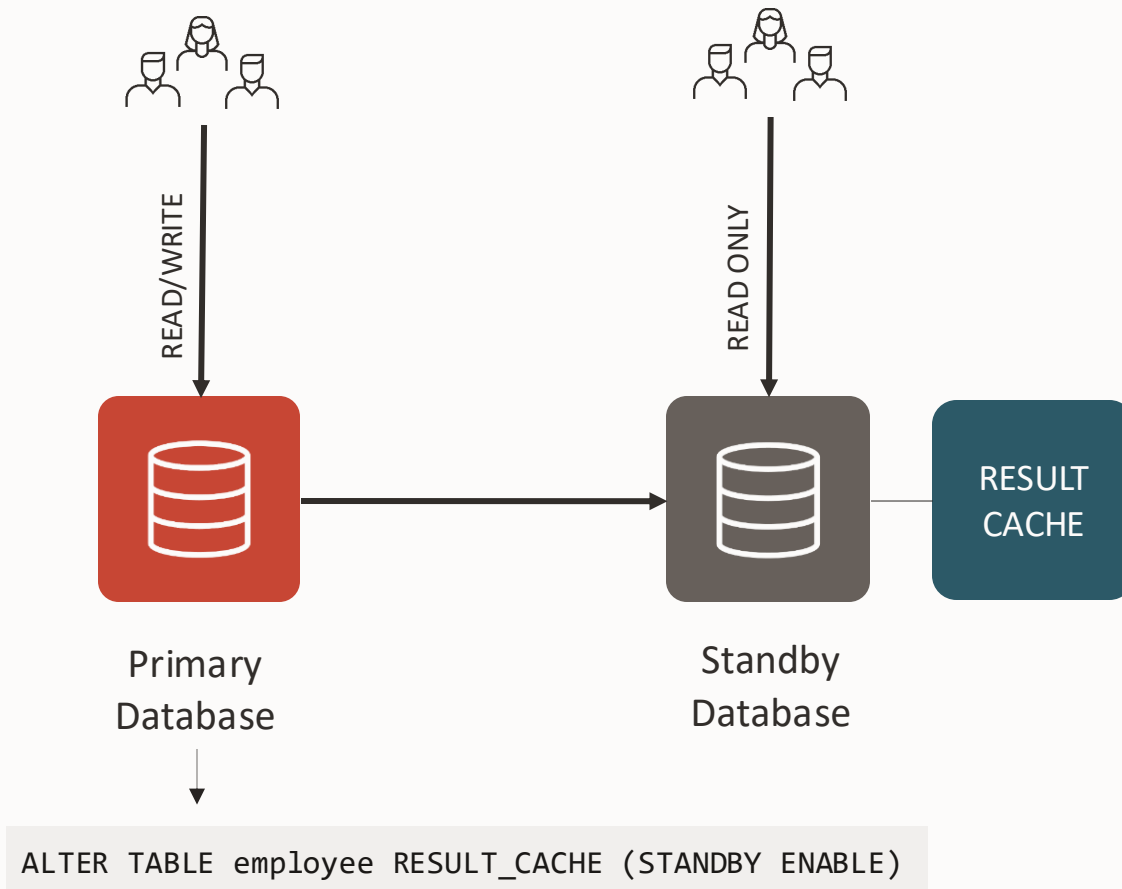 READ/WRITE
READ ONLY
RESULT
CACHE
Primary
Database
Standby
Database
ALTER TABLE employee RESULT_CACHE (STANDBY ENABLE)